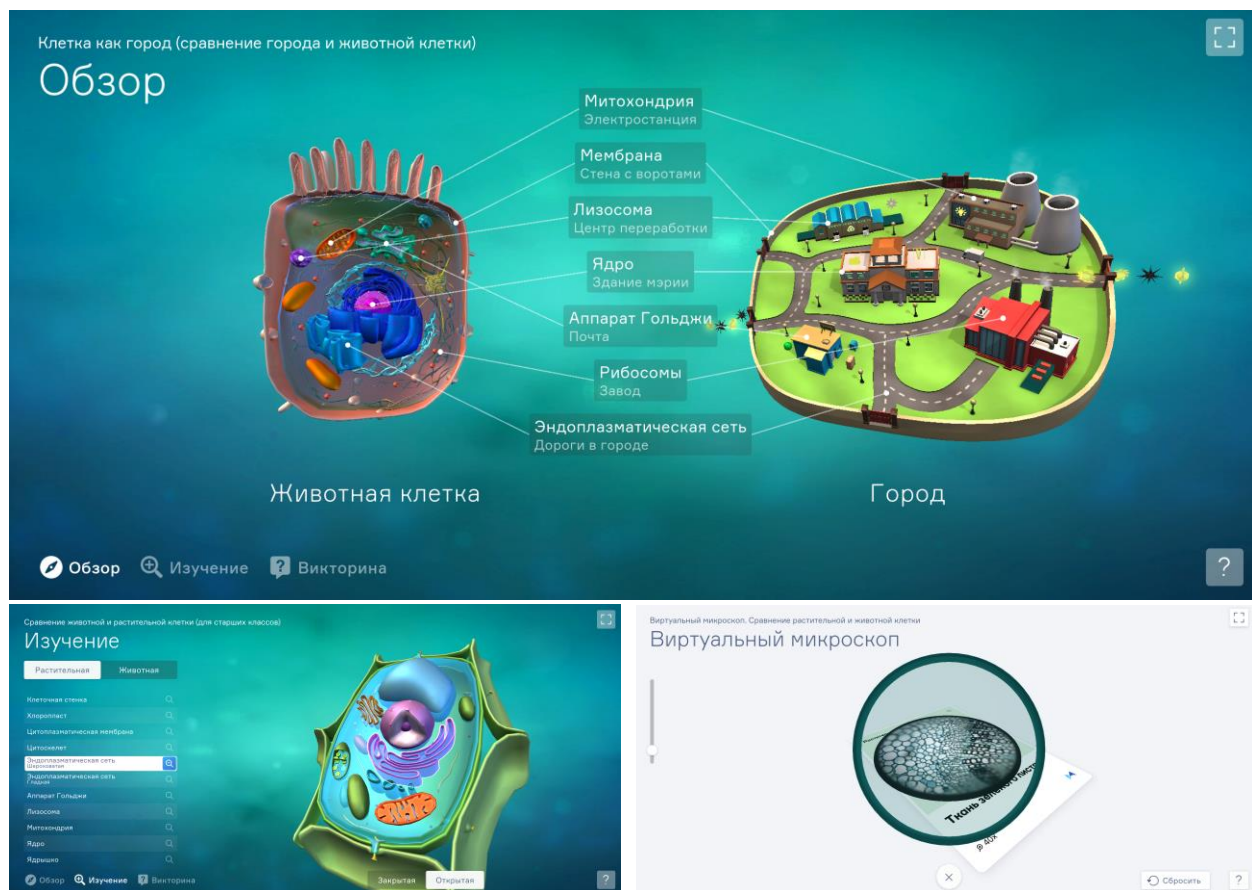 Клетка как город (сравнение города и животной клетки)
Обзор
Митохондрия
Электростанция
Мембрана
Стена с воротами
Лизосома
Центр переработки
Ядро
Здание мэрии
Аппарат Гольджи
Почта
Рибосомы
Завод
Эндоплазматическая сеть
Дороги в городе
Животная клетка
Город
Обзор
Изучение
? Викторина
?
Сравнение животной и растительной клетки (для старших классов)
Изучение
Растительная
Животная
Клеточная стенка
Хлоропласт
Цитоплазматическая мембрана
Цитоскелет
Эндоплазматическая сеть
Шероховатая
Эндоплазматическая сеть
Гладкая
Аппарат Гольджи
Лизосома
Митохондрия
Ядро
Ядрышко
Обзор
Изучение
? Викторина
Закрытая
Открытая
?
Виртуальный микроскоп. Сравнение растительной и животной клетки
Виртуальный микроскоп
Ткань зелёного
40x
Сбросить
?